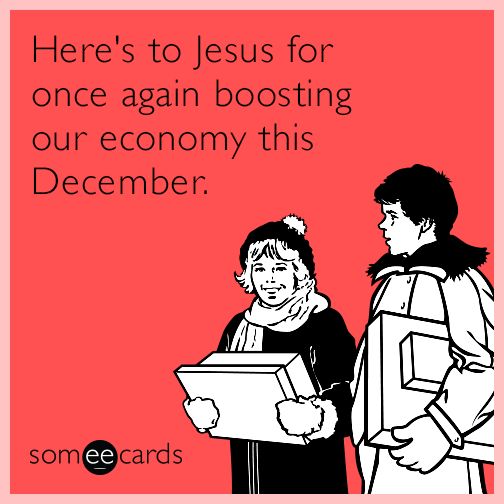 Here's to Jesus for
once again boosting
our economy this
December.
someecards